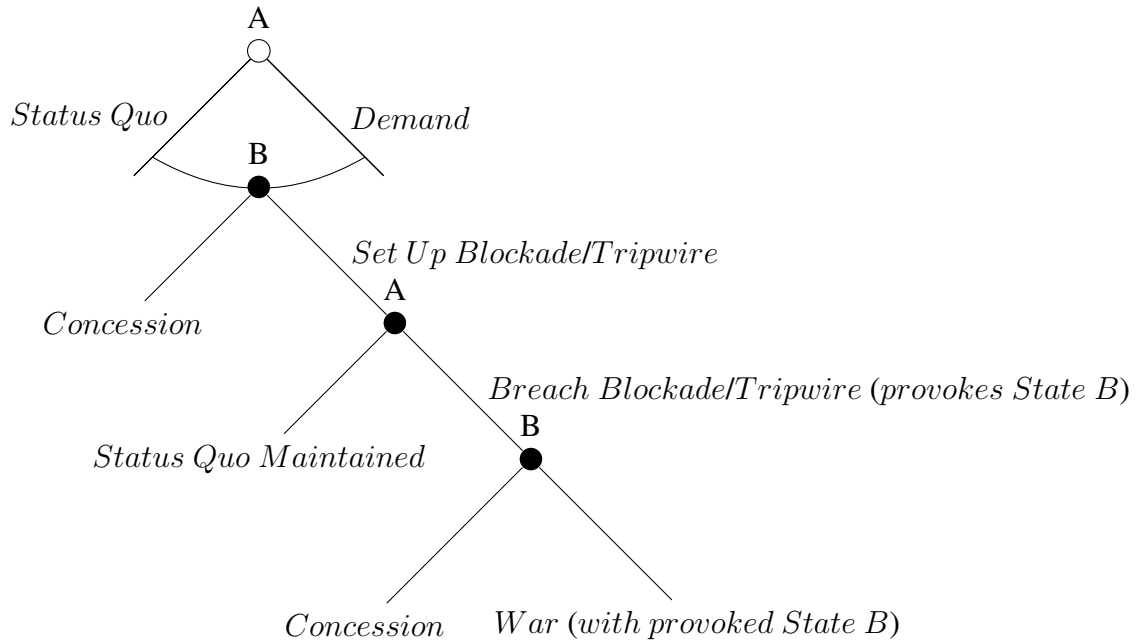 A
Status Quo
Demand
B
Set Up Blockade/Tripwire
A
Concession
Breach Blockade/Tripwire (provokes State B)
B
Status Quo Maintained
Concession
War (with provoked State B)